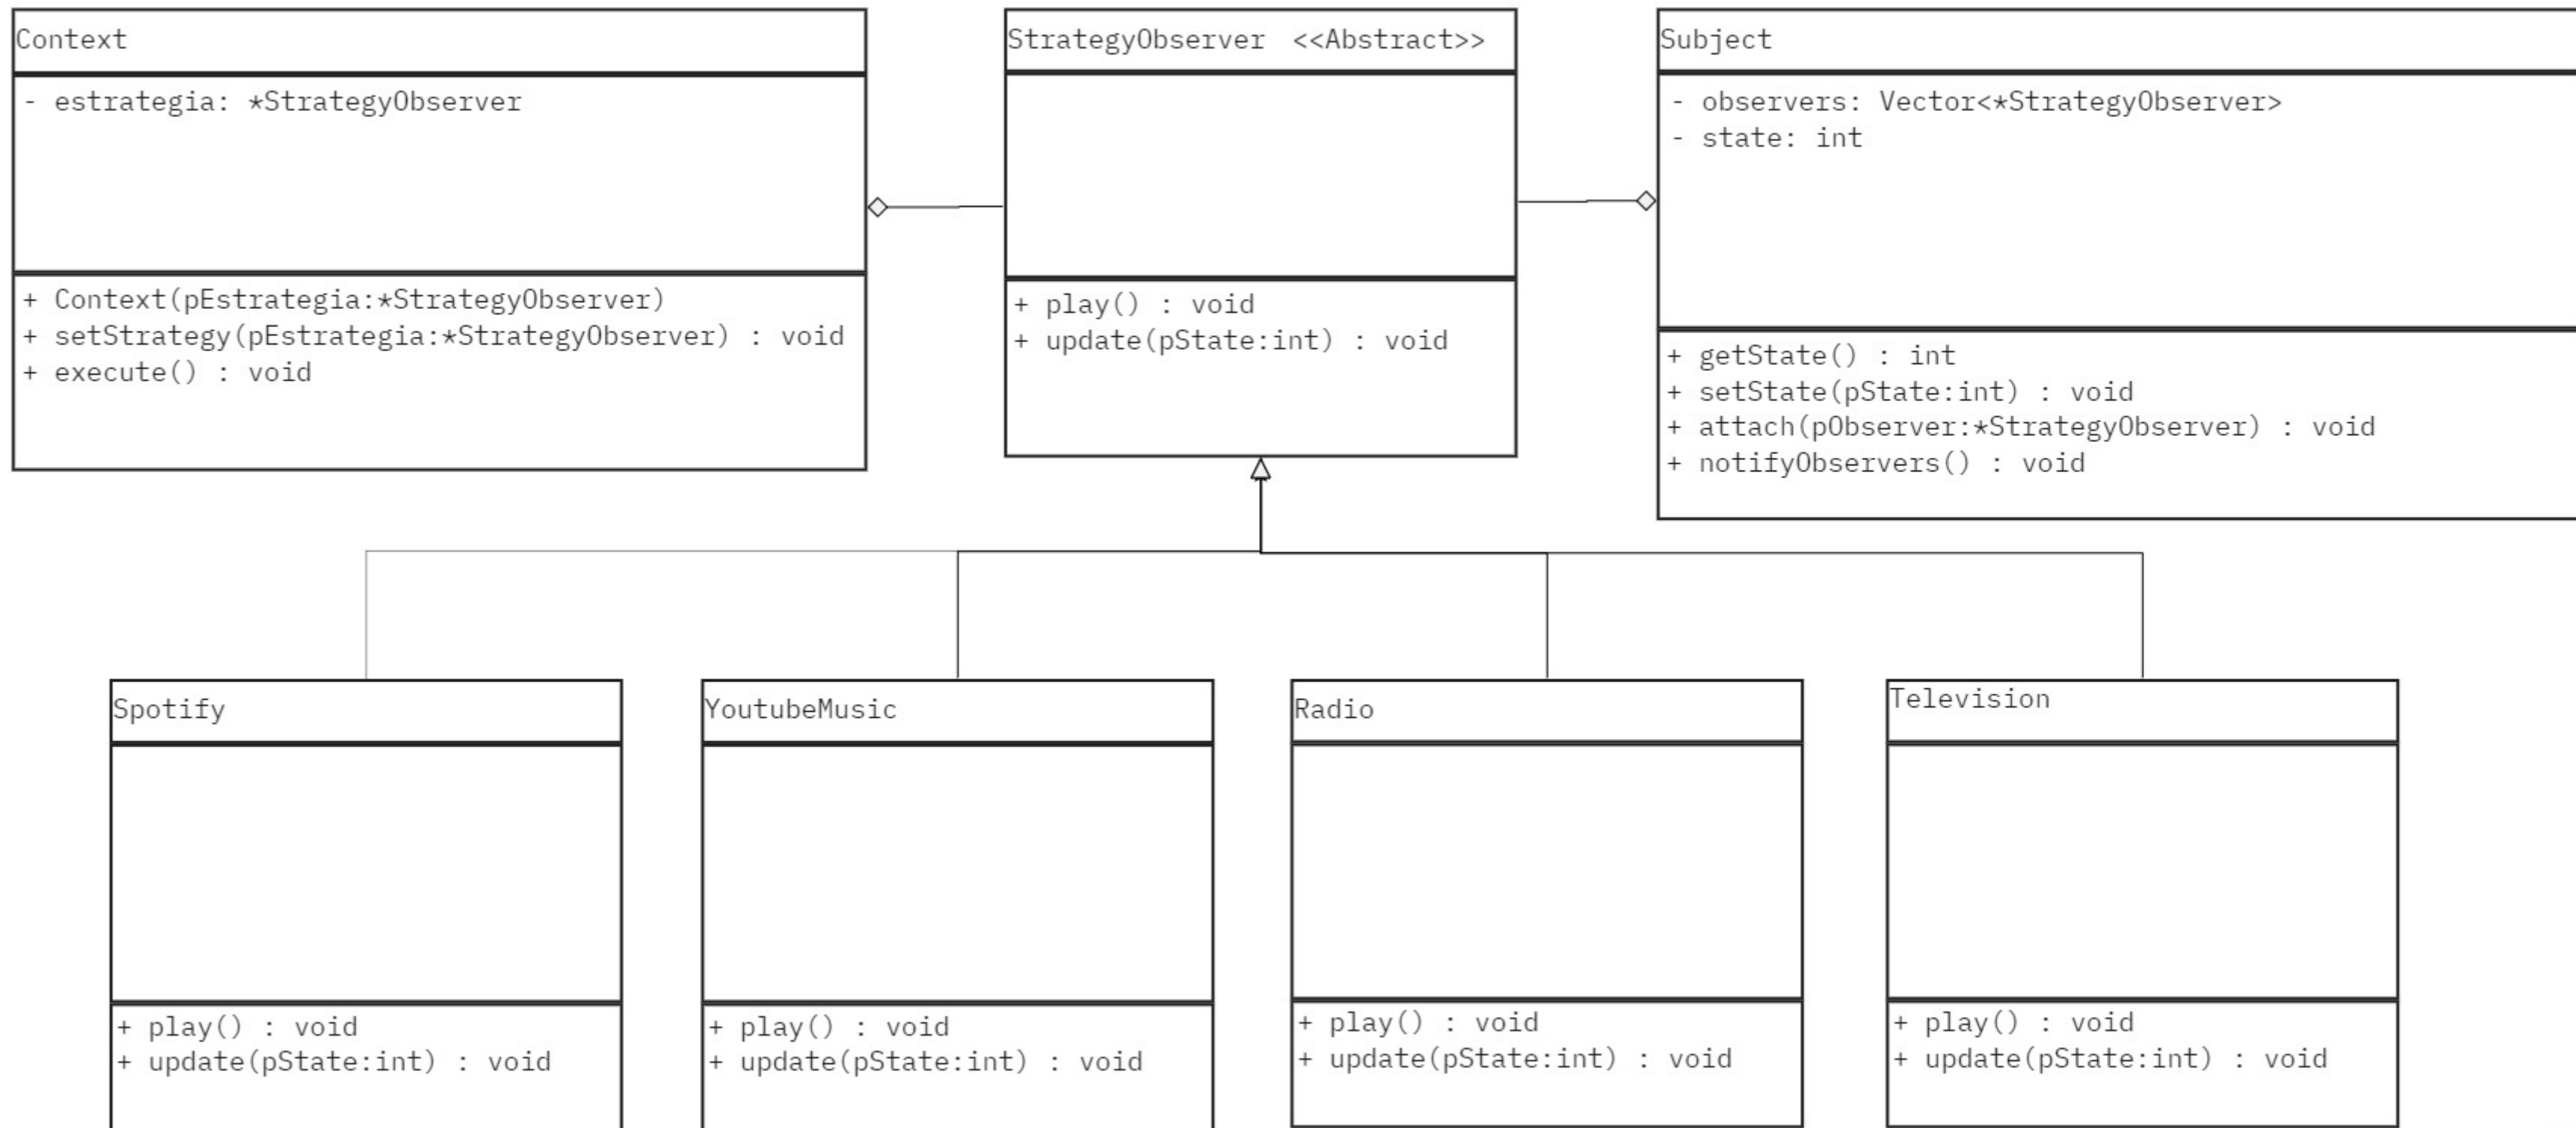 Context
- estrategia: *StrategyObserver
+ Context(pEstrategia:*StrategyObserver)
+ setStrategy(pEstrategia:*StrategyObserver) : void
+ execute() : void
StrategyObserver <<Abstract>>
+ play() : void
+ update(pState:int) : void
Subject
- observers: Vector<*StrategyObserver>
- state: int
+ getState() : int
+ setState(pState:int) : void
+ attach(pObserver:*StrategyObserver) : void
+ notifyObservers() : void
Spotify
+ play() : void
+ update(pState:int) : void
YoutubeMusic
+ play() : void
+ update(pState:int) : void
Radio
+ play() : void
+ update(pState:int) : void
Television
+ play() : void
+ update(pState:int) : void